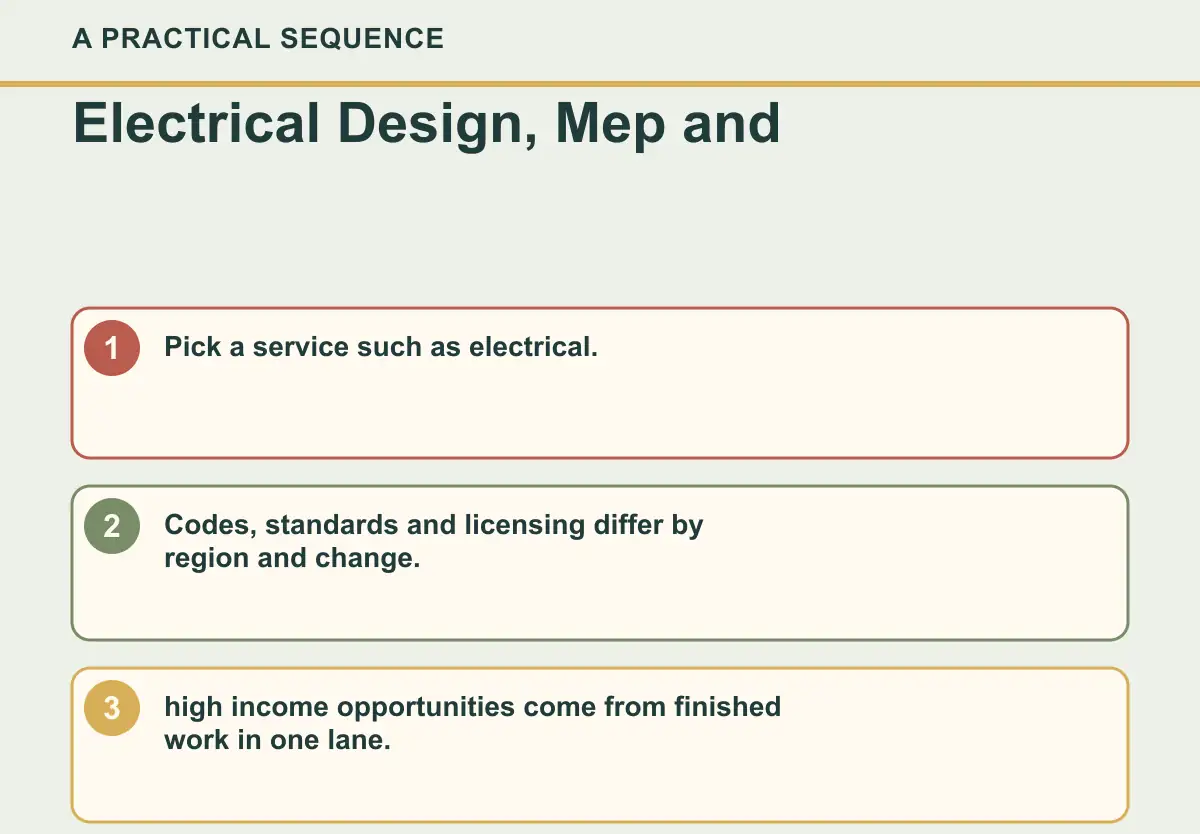 A PRACTICAL SEQUENCE
Electrical Design, Mep and
1
Pick a service such as electrical.
2
Codes, standards and licensing differ by
region and change.
3
high income opportunities come from finished
work in one lane.